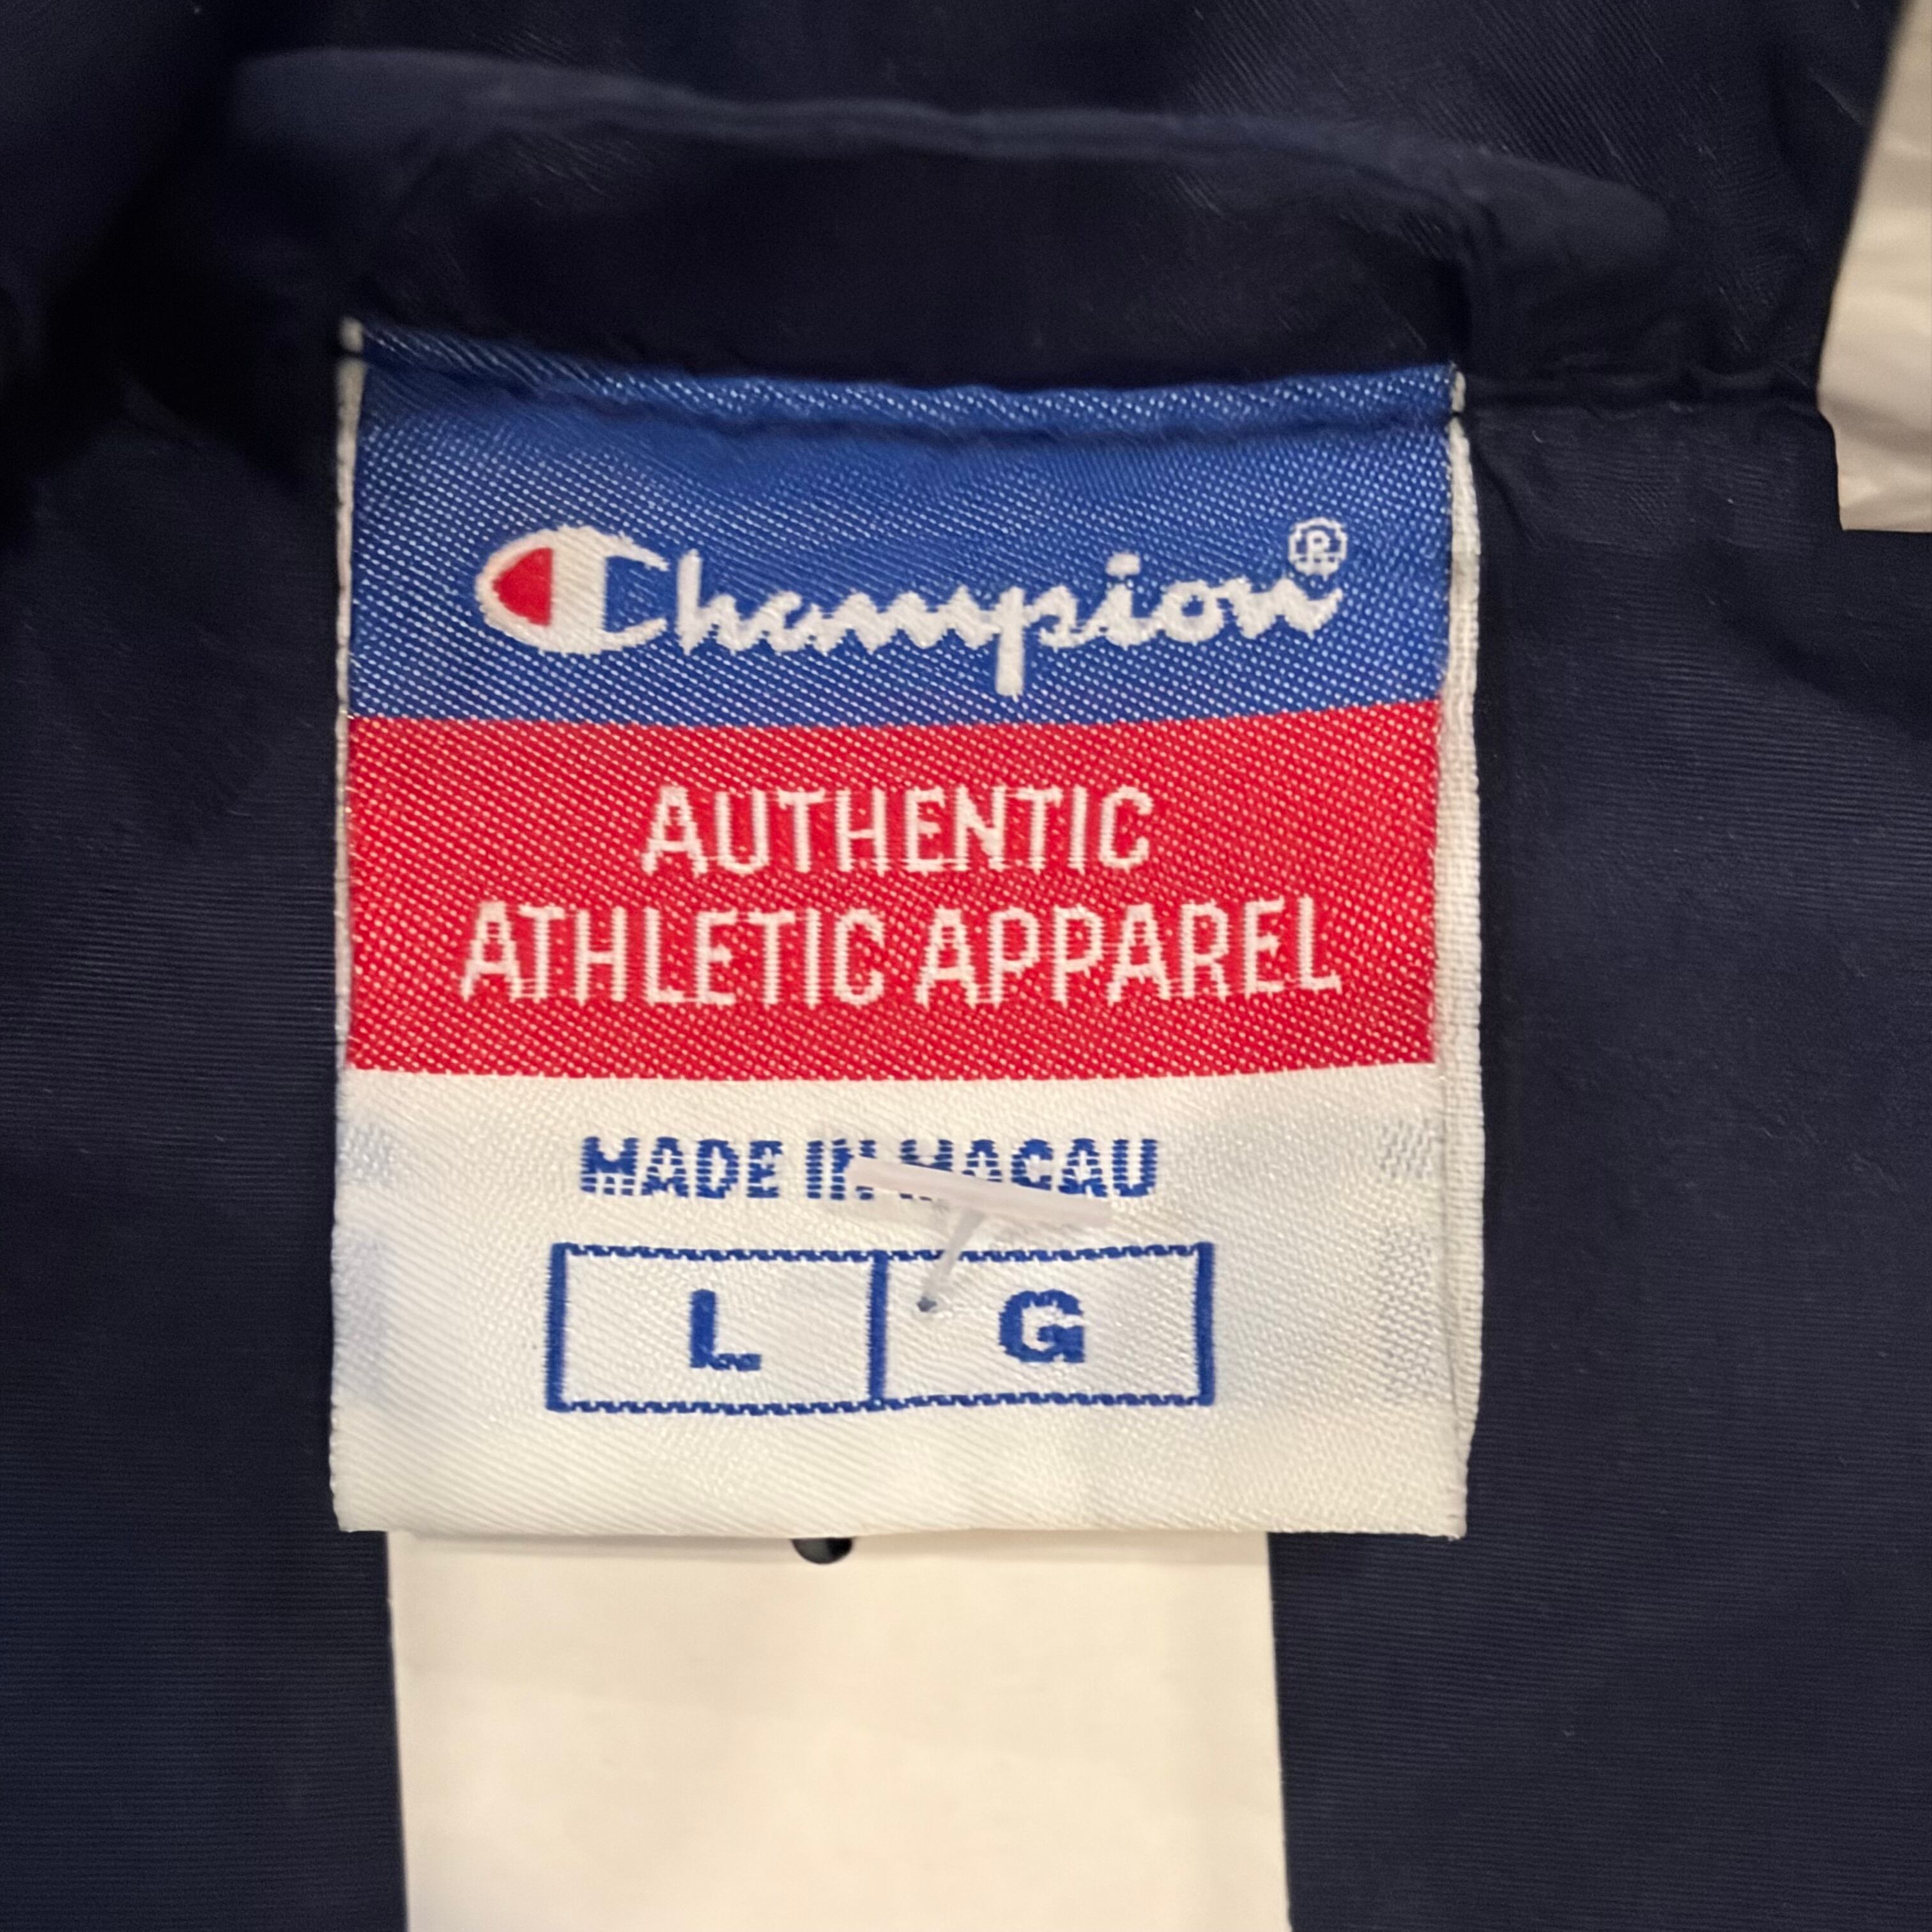 Champion®
AUTHENTIC
ATHLETIC APPAREL
MADE IN MACAU
L G